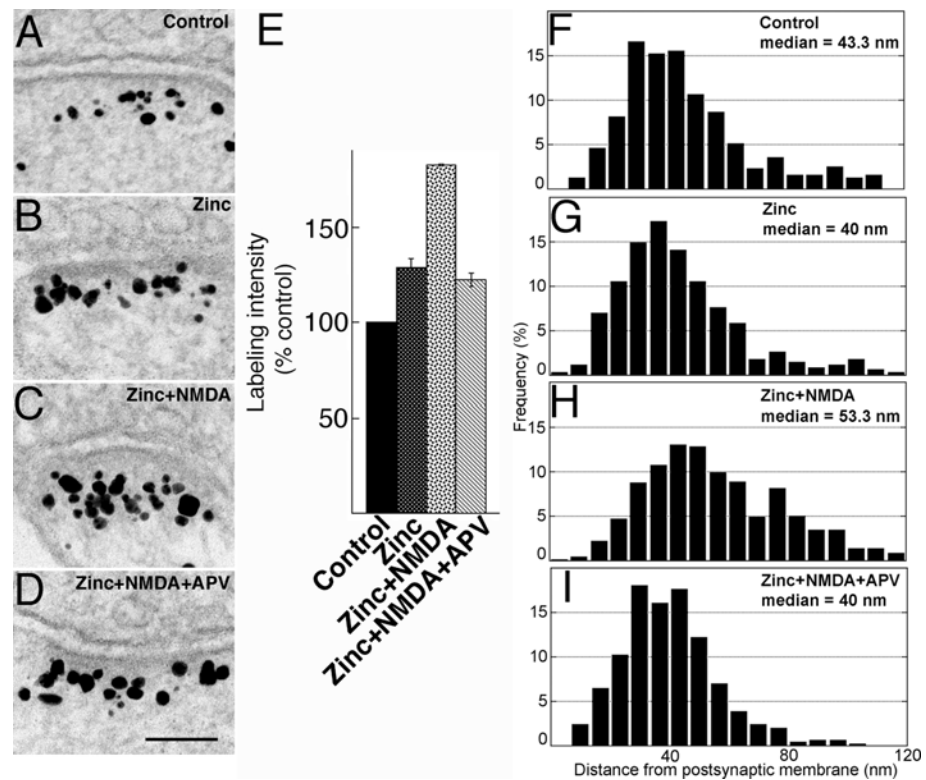 A
Control
B
Zinc
C
Zinc+NMDA
D
Zinc+NMDA+APV
E
Labeling intensity
(% control)
150
100
50
Control
Zinc
Zinc+NMDA
Zinc+NMDA+APV
Frequency (%)
F
Control
median = 43.3 nm
15
10
5
0
G
Zinc
median = 40 nm
15
10
5
0
H
Zinc+NMDA
median = 53.3 nm
15
10
5
0
I
Zinc+NMDA+APV
median = 40 nm
15
10
5
0
40
80
120
Distance from postsynaptic membrane (nm)